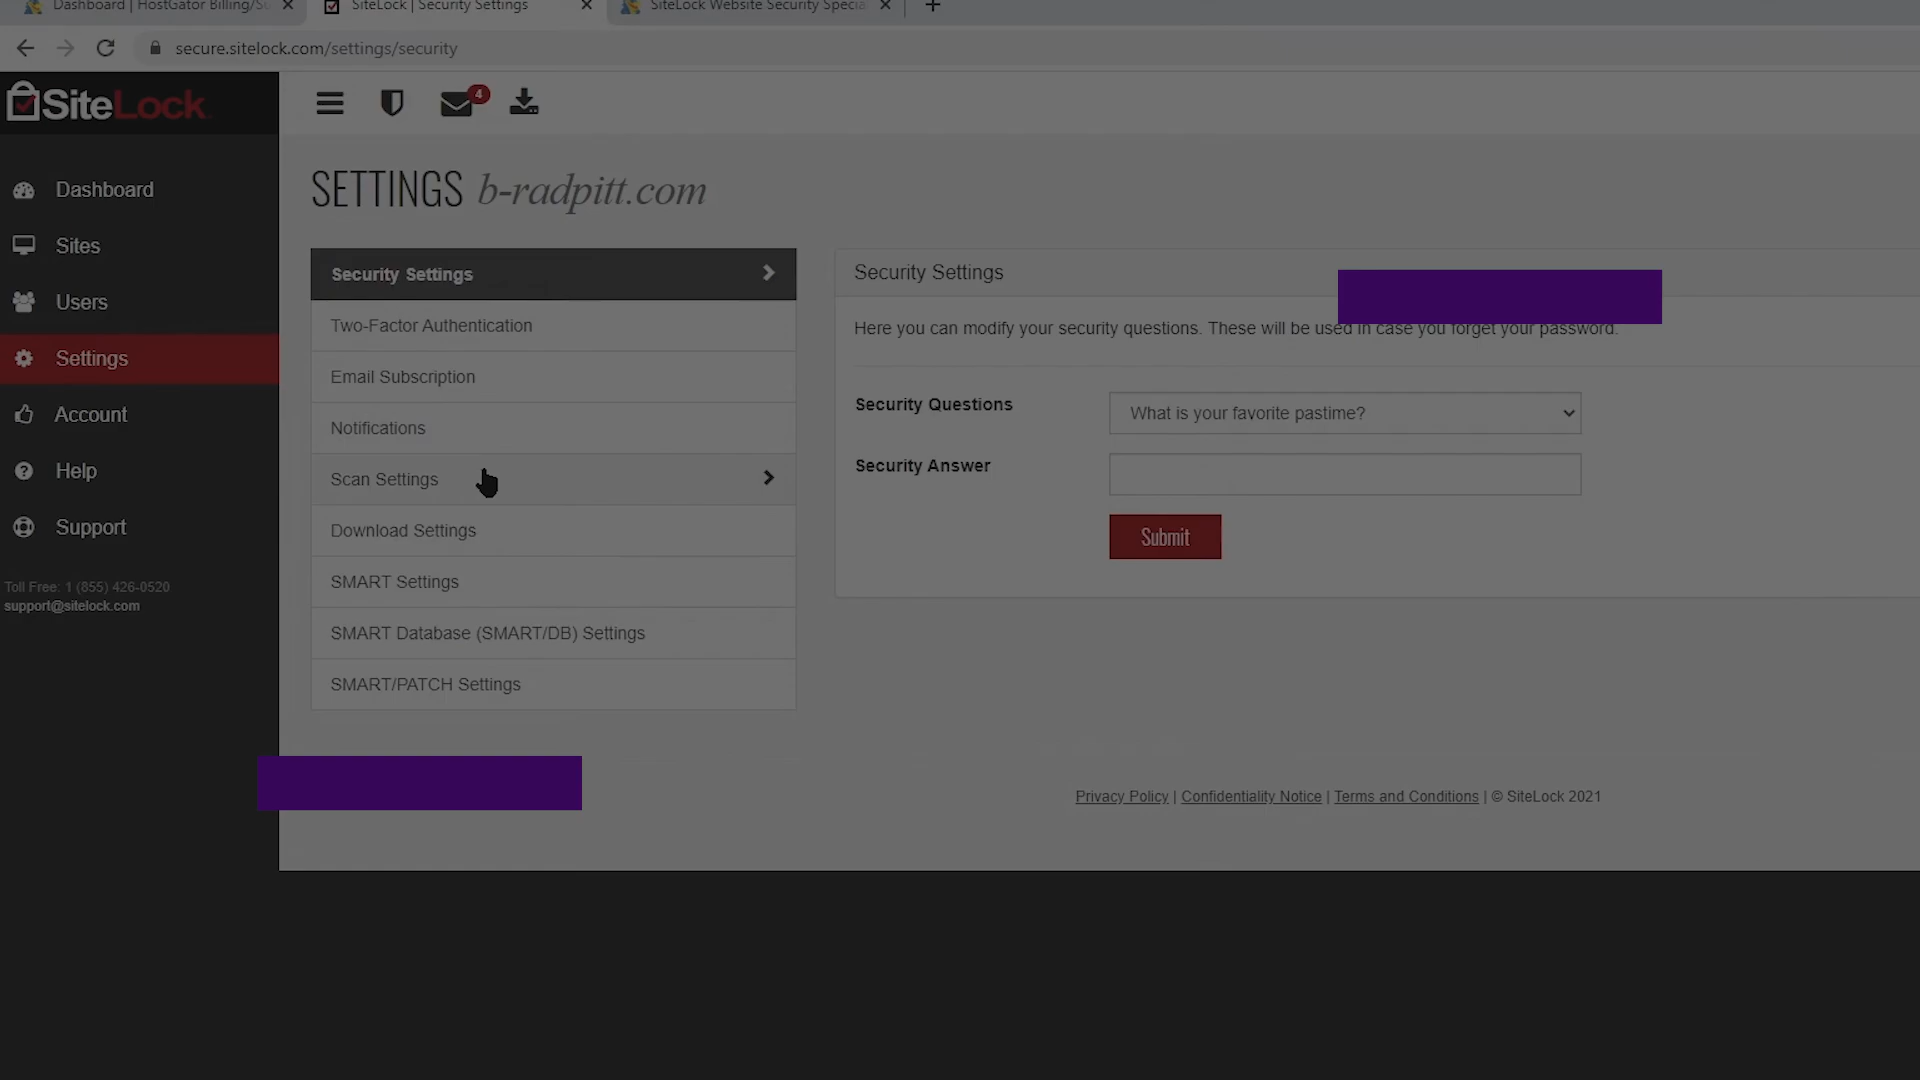 Dashboard | HostGator Billing/Su
SiteLock | Security Settings
SiteLock Website Security Specia
secure.sitelock.com/settings/security
SiteLock
4
Dashboard
Sites
Users
Settings
Account
Help
Support
Toll Free: 1 (855) 426-0520
support@sitelock.com
SETTINGS b-radpitt.com
Security Settings
Two-Factor Authentication
Email Subscription
Notifications
Scan Settings
Download Settings
SMART Settings
SMART Database (SMART/DB) Settings
SMART/PATCH Settings
Security Settings
Here you can modify your security questions. These will be used in case you forget your password.
Security Questions
What is your favorite pastime?
Security Answer
Submit
Privacy Policy | Confidentiality Notice | Terms and Conditions | © SiteLock 2021